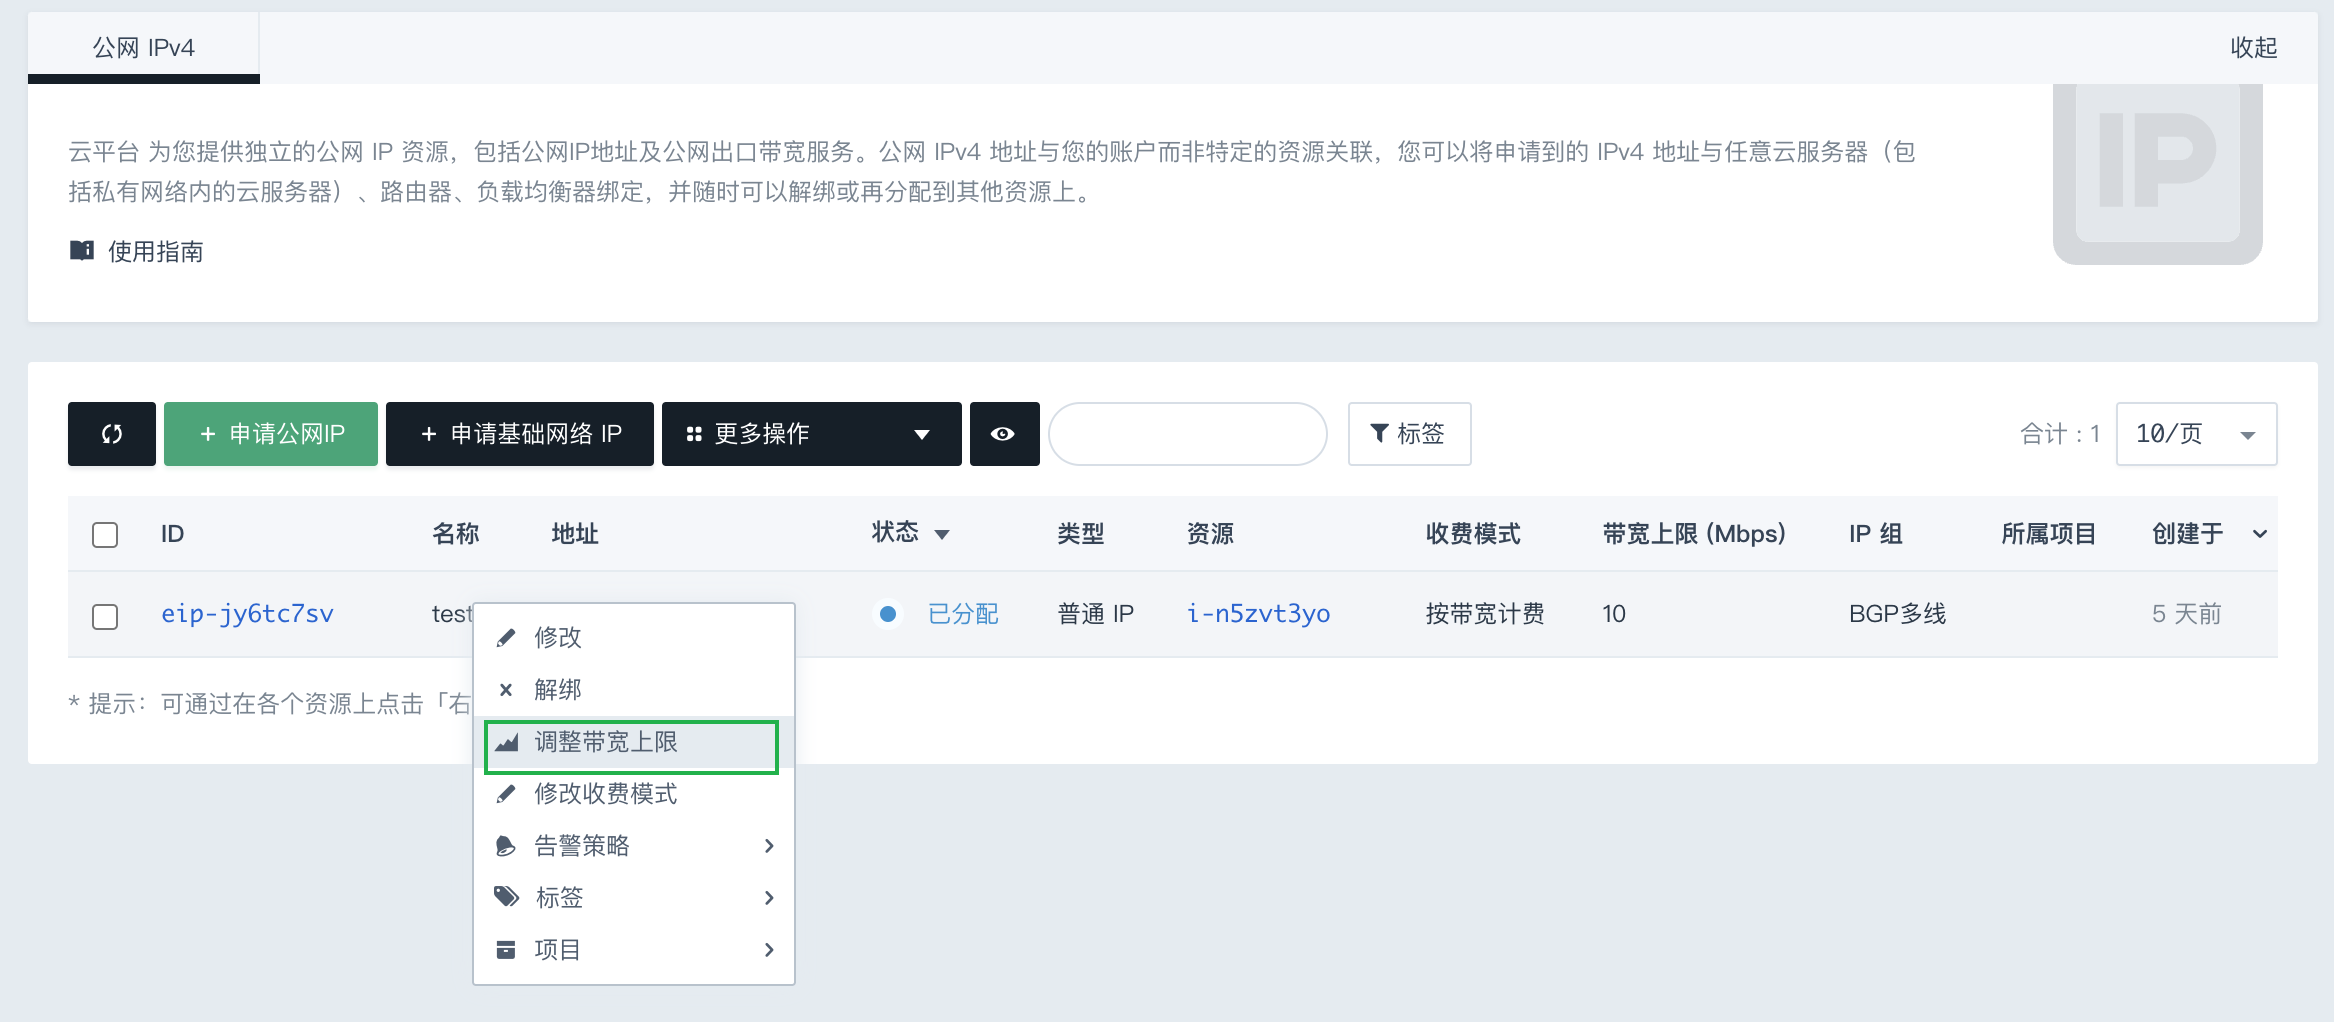 公网 IPv4
收起
云平台 为您提供独立的公网 IP 资源，包括公网IP地址及公网出口带宽服务。公网 IPv4 地址与您的账户而非特定的资源关联，您可以将申请到的 IPv4 地址与任意云服务器（包
括私有网络内的云服务器）、路由器、负载均衡器绑定，并随时可以解绑或再分配到其他资源上。
IP
使用指南
+ 申请公网IP
+ 申请基础网络 IP
更多操作
标签
合计 : 1
10/页
ID 名称 地址 状态 类型 资源 收费模式 带宽上限 (Mbps) IP 组 所属项目 创建于
eip-jy6tc7sv test 已分配 普通 IP i-n5zvt3yo 按带宽计费 10 BGP多线 5 天前
* 提示：可通过在各个资源上点击「右
修改
解绑
调整带宽上限
修改收费模式
告警策略
标签
项目